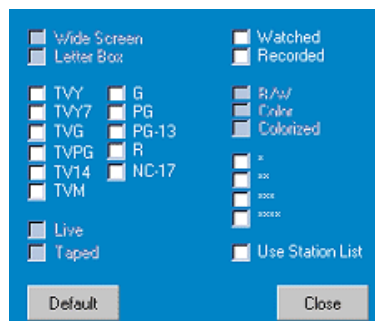 Wide Screen
Letter Box
Watched
Recorded
TVY
TVY7
TVG
TVPG
TV14
TVM
G
PG
PG-13
R
NC-17
B/W
Color
Colorized
*
**
***
****
Live
Taped
Use Station List
Default
Close